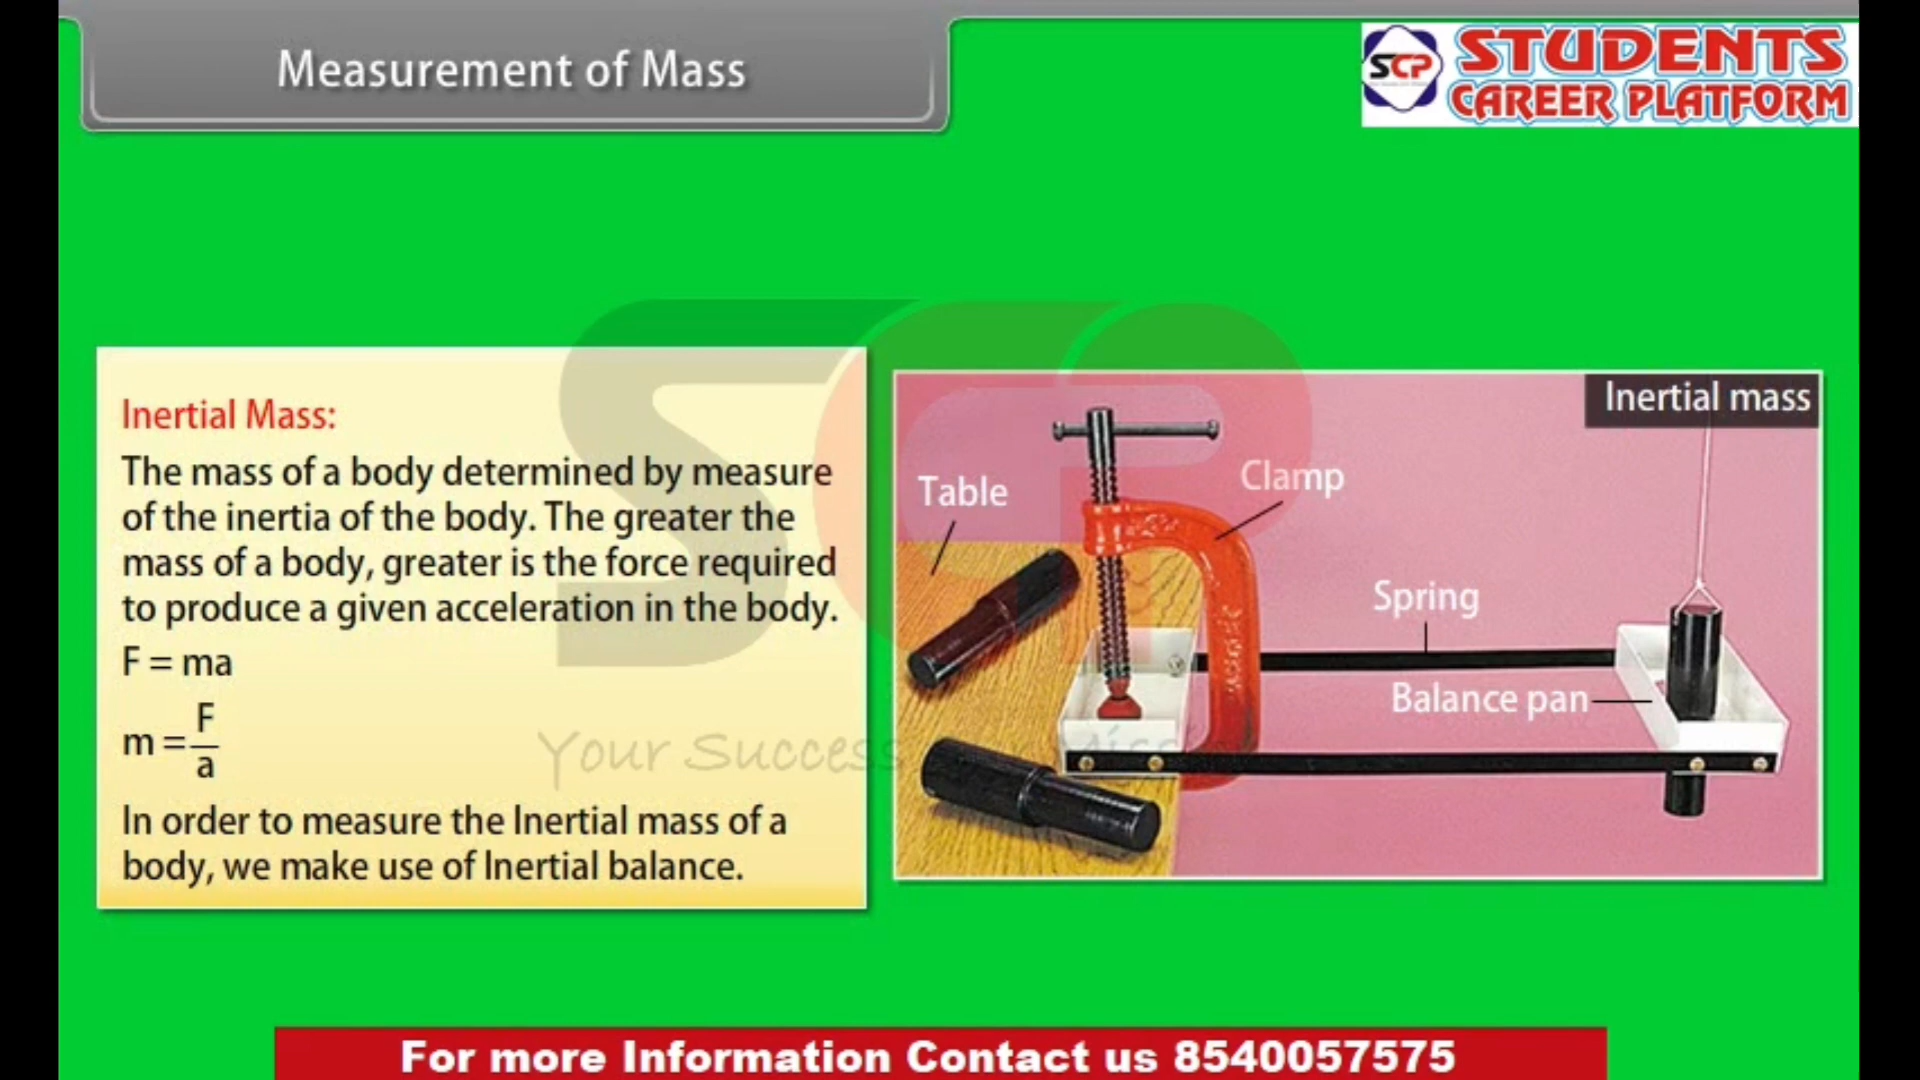 Measurement of Mass
SCP
STUDENTS
CAREER PLATFORM
Inertial Mass:
The mass of a body determined by measure
of the inertia of the body. The greater the
mass of a body, greater is the force required
to produce a given acceleration in the body.
F = ma
m = F
a
In order to measure the Inertial mass of a
body, we make use of Inertial balance.
Inertial mass
Table
Clamp
Spring
Balance pan
SCP
Your Success
For more Information Contact us 8540057575